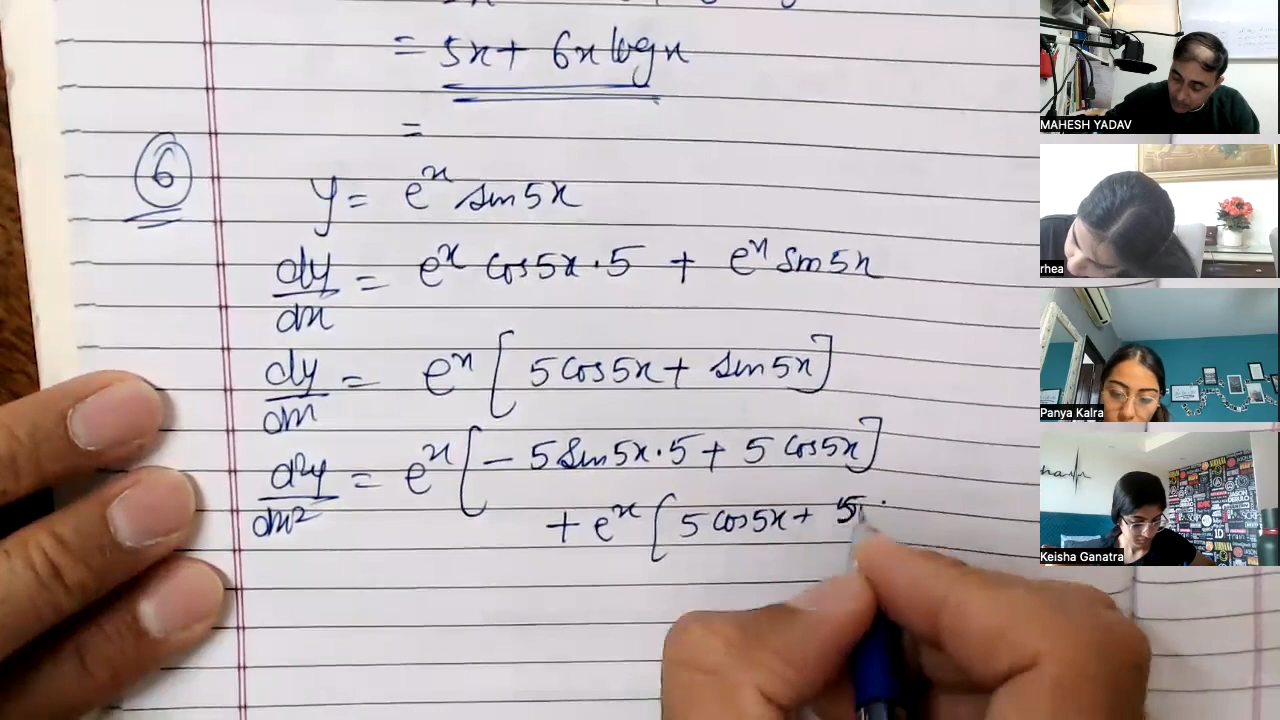 = 5x + 6x log x
=
6
y = e^x sin 5x
dy/dx = e^x cos 5x · 5 + e^x sin 5x
dy/dx = e^x [ 5 cos 5x + sin 5x ]
d²y/dx² = e^x [ - 5 sin 5x · 5 + 5 cos 5x ]
+ e^x [ 5 cos 5x +
MAHESH YADAV
rhea
Panya Kalra
Keisha Ganatra